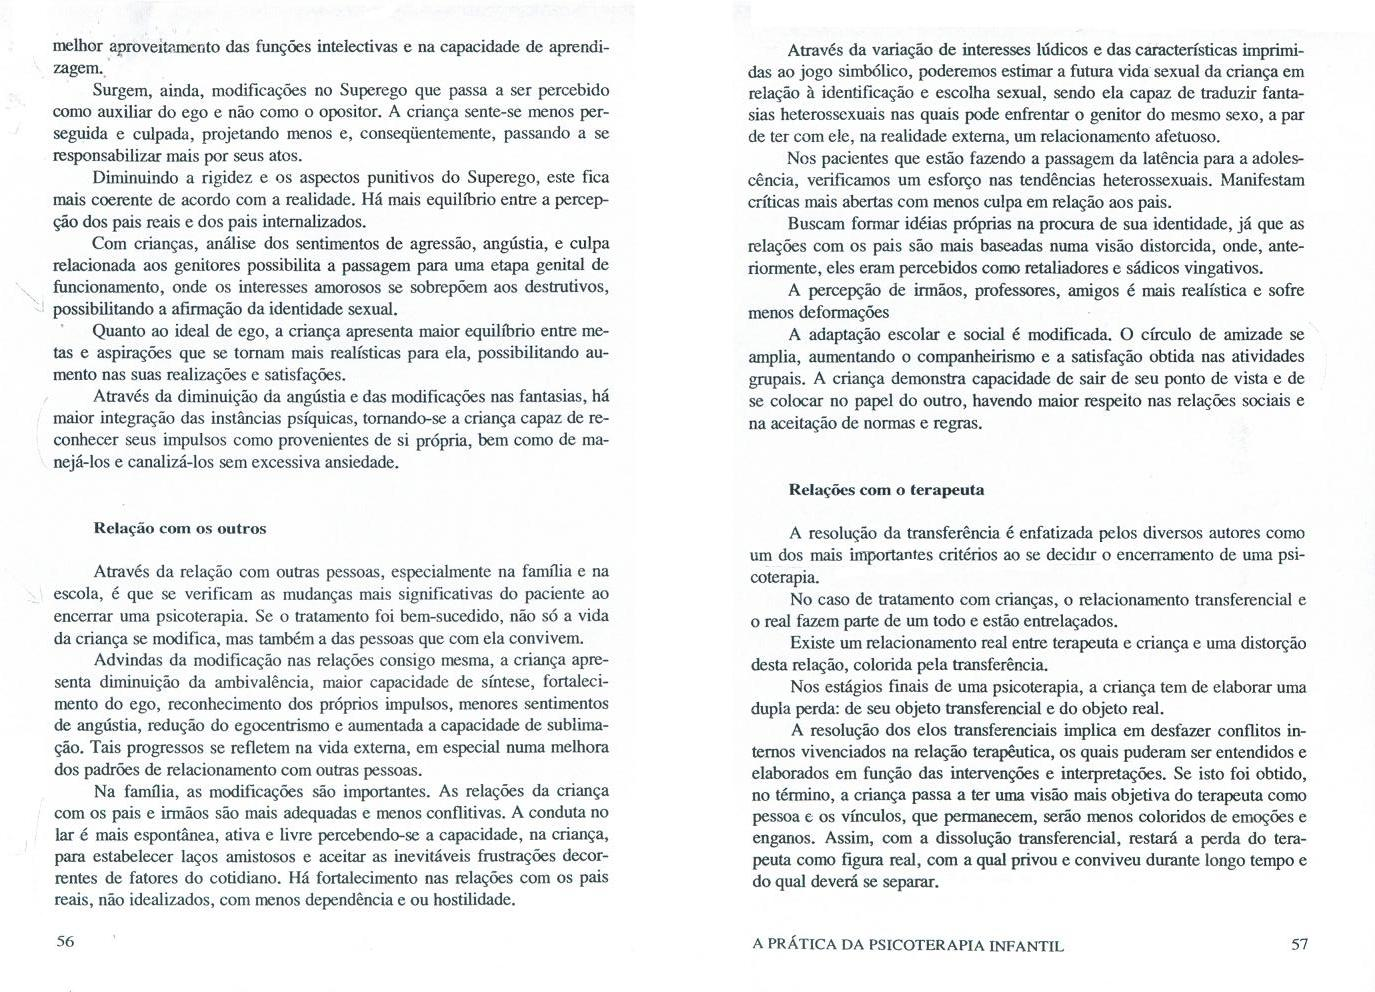 melhor aproveitamento das funções intelectivas e na capacidade de aprendi-
zagem.
Surgem, ainda, modificações no Superego que passa a ser percebido
como auxiliar do ego e não como o opositor. A criança sente-se menos per-
seguida e culpada, projetando menos e, conseqüentemente, passando a se
responsabilizar mais por seus atos.
Diminuindo a rigidez e os aspectos punitivos do Superego, este fica
mais coerente de acordo com a realidade. Há mais equilíbrio entre a percep-
ção dos pais reais e dos pais internalizados.
Com crianças, análise dos sentimentos de agressão, angústia, e culpa
relacionada aos genitores possibilita a passagem para uma etapa genital de
funcionamento, onde os interesses amorosos se sobrepõem aos destrutivos,
possibilitando a afirmação da identidade sexual.
Quanto ao ideal de ego, a criança apresenta maior equilíbrio entre me-
tas e aspirações que se tornam mais realísticas para ela, possibilitando au-
mento nas suas realizações e satisfações.
Através da diminuição da angústia e das modificações nas fantasias, há
maior integração das instâncias psíquicas, tornando-se a criança capaz de re-
conhecer seus impulsos como provenientes de si própria, bem como de ma-
nejá-los e canalizá-los sem excessiva ansiedade.
Relação com os outros
Através da relação com outras pessoas, especialmente na família e na
escola, é que se verificam as mudanças mais significativas do paciente ao
encerrar uma psicoterapia. Se o tratamento foi bem-sucedido, não só a vida
da criança se modifica, mas também a das pessoas que com ela convivem.
Advindas da modificação nas relações consigo mesma, a criança apre-
senta diminuição da ambivalência, maior capacidade de síntese, fortaleci-
mento do ego, reconhecimento dos próprios impulsos, menores sentimentos
de angústia, redução do egocentrismo e aumentada a capacidade de sublima-
ção. Tais progressos se refletem na vida externa, em especial numa melhora
dos padrões de relacionamento com outras pessoas.
Na família, as modificações são importantes. As relações da criança
com os pais e irmãos são mais adequadas e menos conflitivas. A conduta no
lar é mais espontânea, ativa e livre percebendo-se a capacidade, na criança,
para estabelecer laços amistosos e aceitar as inevitáveis frustrações decor-
rentes de fatores do cotidiano. Há fortalecimento nas relações com os pais
reais, não idealizados, com menos dependência e ou hostilidade.
56
Através da variação de interesses lúdicos e das características imprimi-
das ao jogo simbólico, poderemos estimar a futura vida sexual da criança em
relação à identificação e escolha sexual, sendo ela capaz de traduzir fanta-
sias heterossexuais nas quais pode enfrentar o genitor do mesmo sexo, a par
de ter com ele, na realidade externa, um relacionamento afetuoso.
Nos pacientes que estão fazendo a passagem da latência para a adoles-
cência, verificamos um esforço nas tendências heterossexuais. Manifestam
críticas mais abertas com menos culpa em relação aos pais.
Buscam formar idéias próprias na procura de sua identidade, já que as
relações com os pais são mais baseadas numa visão distorcida, onde, ante-
riormente, eles eram percebidos como retaliadores e sádicos vingativos.
A percepção de irmãos, professores, amigos é mais realística e sofre
menos deformações
A adaptação escolar e social é modificada. O círculo de amizade se
amplia, aumentando o companheirismo e a satisfação obtida nas atividades
grupais. A criança demonstra capacidade de sair de seu ponto de vista e de
se colocar no papel do outro, havendo maior respeito nas relações sociais e
na aceitação de normas e regras.
Relações com o terapeuta
A resolução da transferência é enfatizada pelos diversos autores como
um dos mais importantes critérios ao se decidir o encerramento de uma psi-
coterapia.
No caso de tratamento com crianças, o relacionamento transferencial e
o real fazem parte de um todo e estão entrelaçados.
Existe um relacionamento real entre terapeuta e criança e uma distorção
desta relação, colorida pela transferência.
Nos estágios finais de uma psicoterapia, a criança tem de elaborar uma
dupla perda: de seu objeto transferencial e do objeto real.
A resolução dos elos transferenciais implica em desfazer conflitos in-
ternos vivenciados na relação terapêutica, os quais puderam ser entendidos e
elaborados em função das intervenções e interpretações. Se isto foi obtido,
no término, a criança passa a ter uma visão mais objetiva do terapeuta como
pessoa e os vínculos, que permanecem, serão menos coloridos de emoções e
enganos. Assim, com a dissolução transferencial, restará a perda do tera-
peuta como figura real, com a qual privou e conviveu durante longo tempo e
do qual deverá se separar.
A PRÁTICA DA PSICOTERAPIA INFANTIL 57